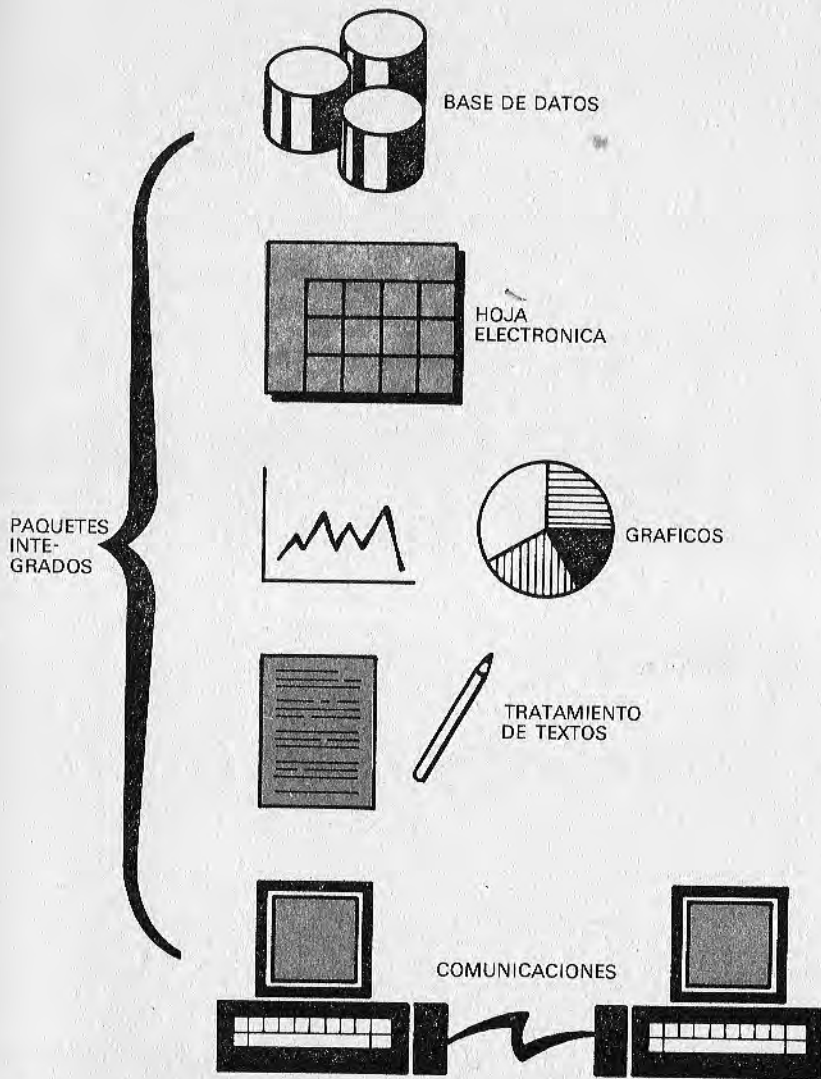 BASE DE DATOS
HOJA
ELECTRONICA
PAQUETES
INTE-
GRADOS
GRAFICOS
TRATAMIENTO
DE TEXTOS
COMUNICACIONES